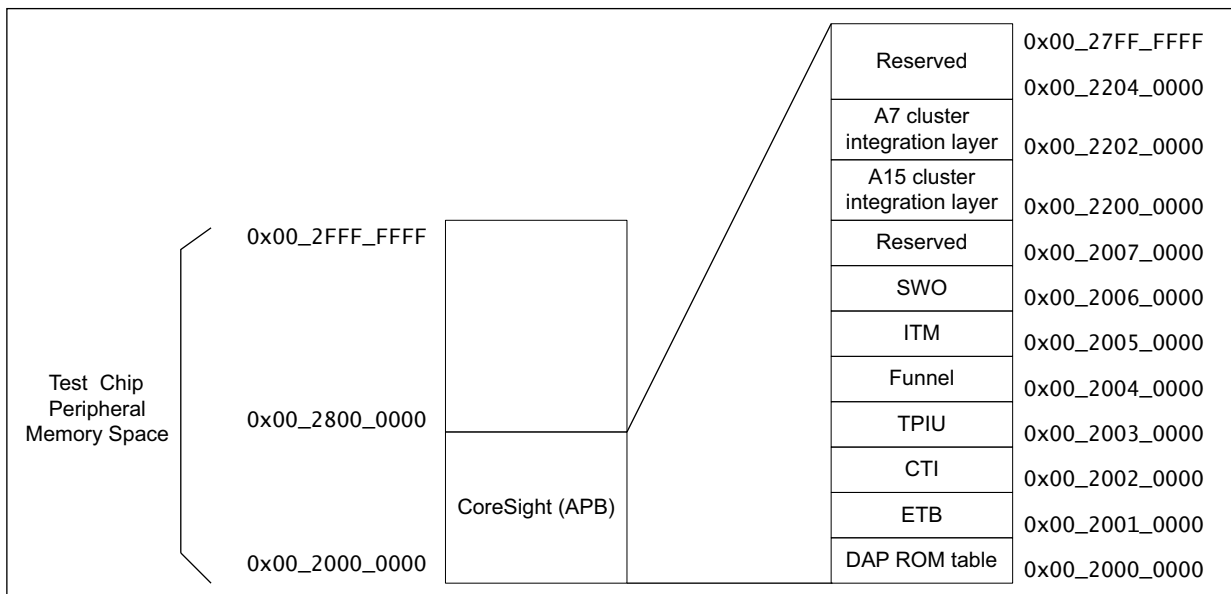 Test Chip
Peripheral
Memory Space
0x00_2FFF_FFFF
0x00_2800_0000
0x00_2000_0000
CoreSight (APB)
Reserved
0x00_27FF_FFFF
0x00_2204_0000
A7 cluster
integration layer
0x00_2202_0000
A15 cluster
integration layer
0x00_2200_0000
Reserved
0x00_2007_0000
SWO
0x00_2006_0000
ITM
0x00_2005_0000
Funnel
0x00_2004_0000
TPIU
0x00_2003_0000
CTI
0x00_2002_0000
ETB
0x00_2001_0000
DAP ROM table
0x00_2000_0000